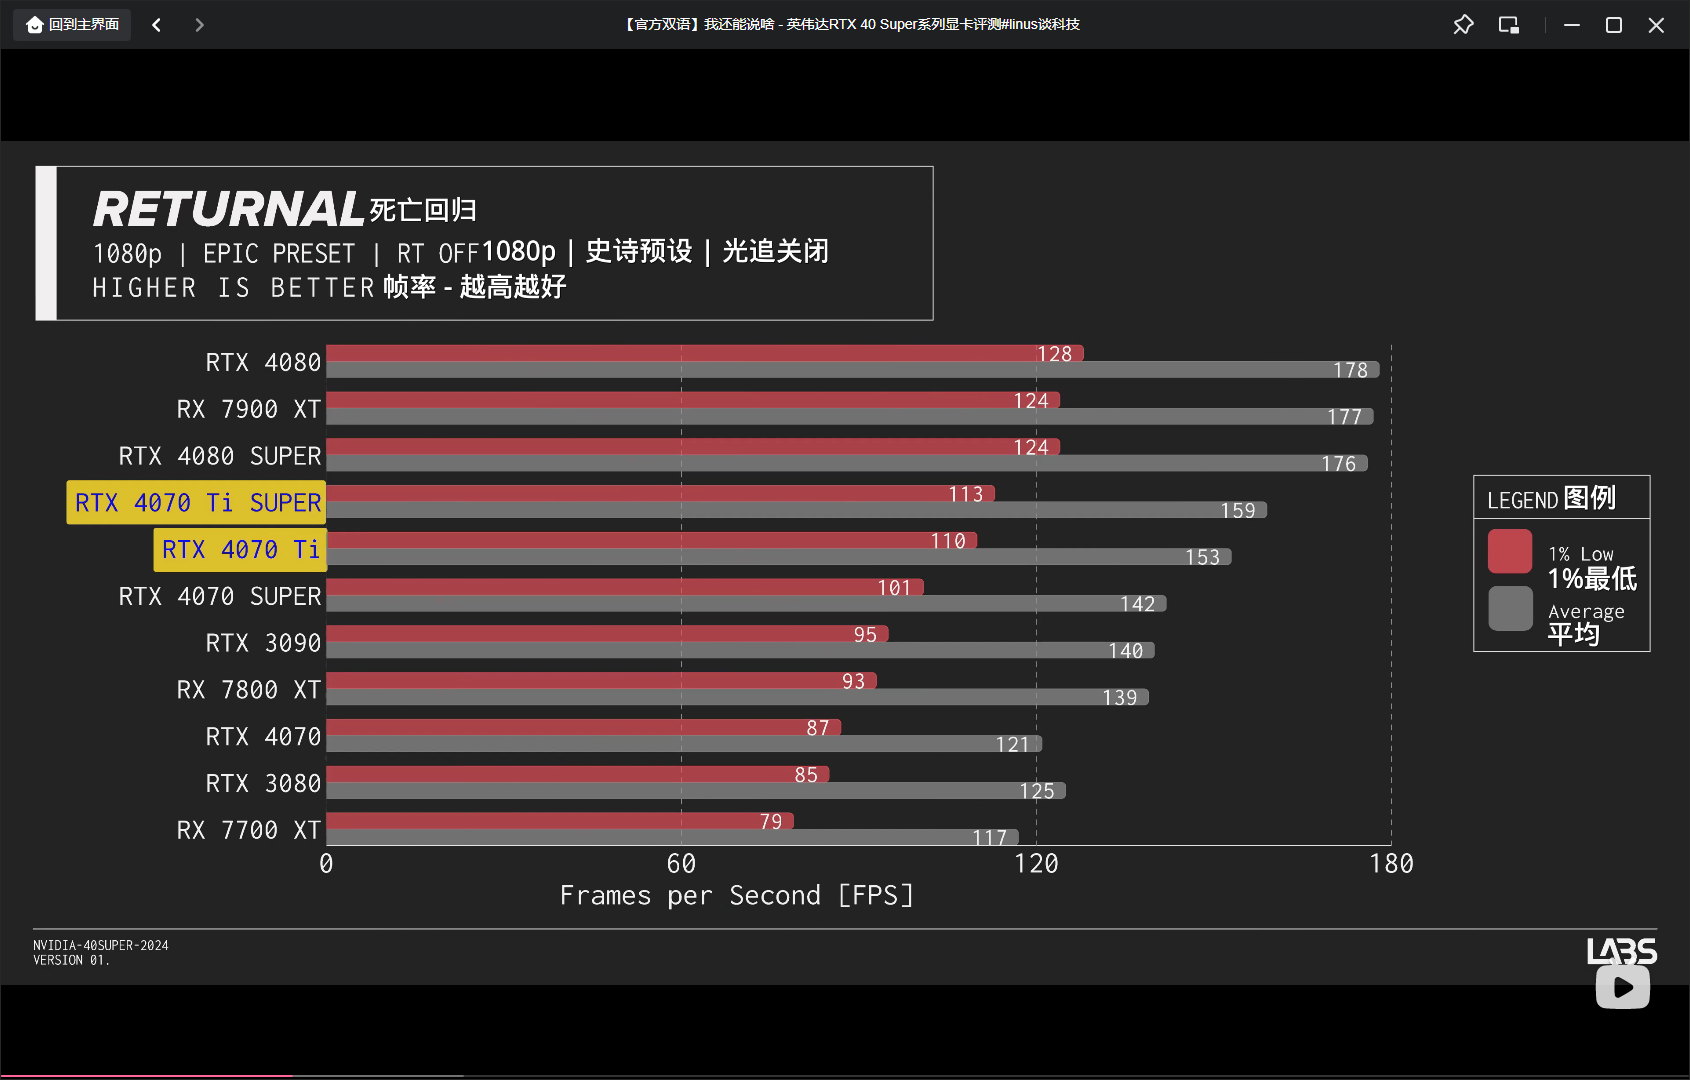 回到主界面
【官方双语】我还能说啥 - 英伟达RTX 40 Super系列显卡评测#linus谈科技
RETURNAL 死亡回归
1080p | EPIC PRESET | RT OFF 1080p | 史诗预设 | 光追关闭
HIGHER IS BETTER 帧率 - 越高越好
RTX 4080 128 178
RX 7900 XT 124 177
RTX 4080 SUPER 124 176
RTX 4070 Ti SUPER 113 159
RTX 4070 Ti 110 153
RTX 4070 SUPER 101 142
RTX 3090 95 140
RX 7800 XT 93 139
RTX 4070 87 121
RTX 3080 85 125
RX 7700 XT 79 117
0 60 120 180
Frames per Second [FPS]
LEGEND 图例
1% Low
1%最低
Average
平均
NVIDIA-40SUPER-2024
VERSION 01.
LABS